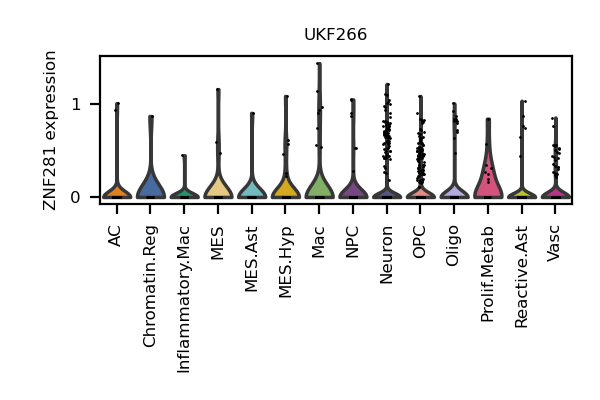 UKF266
ZNF281 expression
1
0
AC
Chromatin.Reg
Inflammatory.Mac
MES
MES.Ast
MES.Hyp
Mac
NPC
Neuron
OPC
Oligo
Prolif.Metab
Reactive.Ast
Vasc